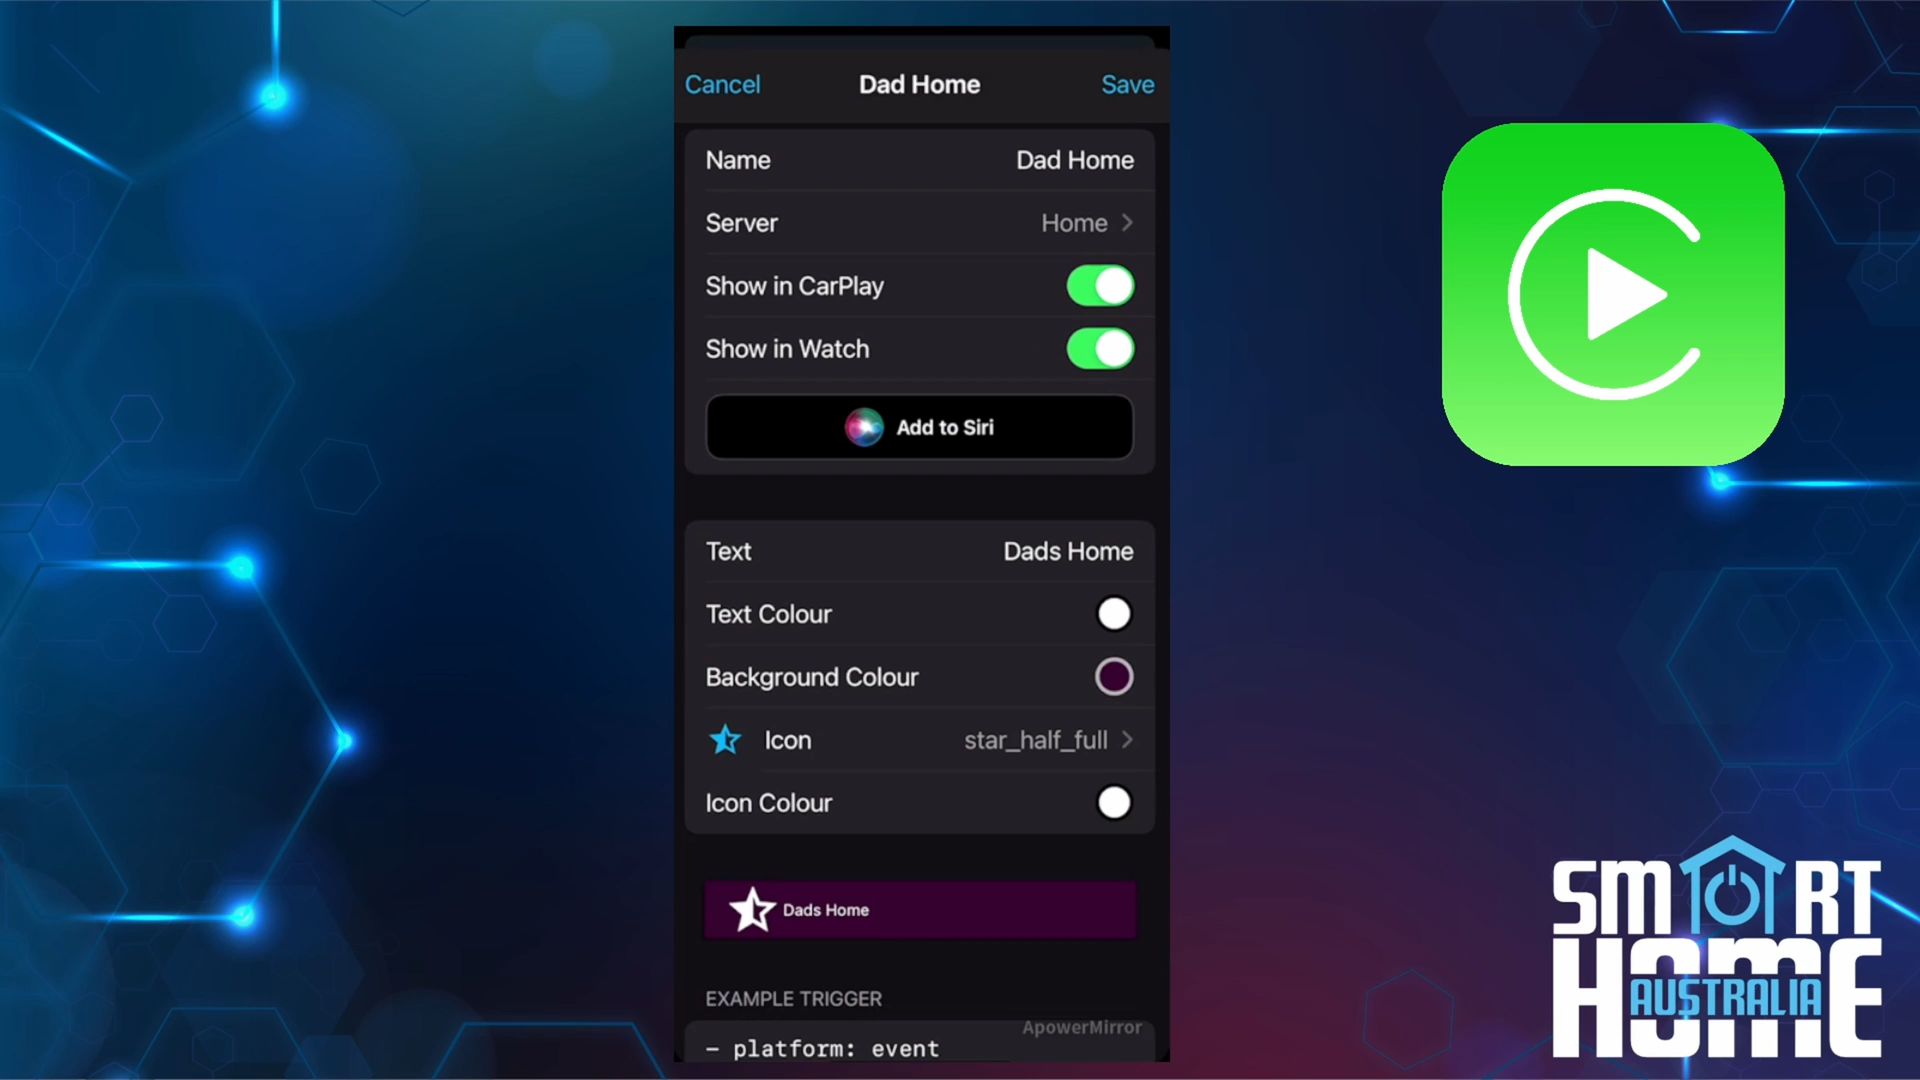 Cancel Dad Home Save
Name Dad Home
Server Home
Show in CarPlay
Show in Watch
Add to Siri
Text Dads Home
Text Colour
Background Colour
Icon star_half_full
Icon Colour
Dads Home
EXAMPLE TRIGGER
ApowerMirror
- platform: event
SMART
HOME
AUSTRALIA